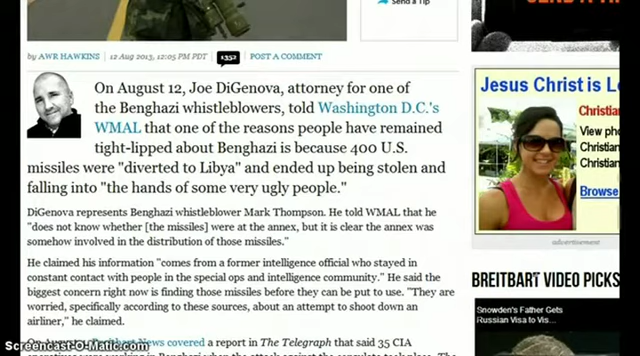 Send a Tip
by AWR HAWKINS | 12 Aug 2013, 12:05 PM PDT | 1352 | POST A COMMENT
On August 12, Joe DiGenova, attorney for one of
the Benghazi whistleblowers, told Washington D.C.'s
WMAL that one of the reasons people have remained
tight-lipped about Benghazi is because 400 U.S.
missiles were "diverted to Libya" and ended up being stolen and
falling into "the hands of some very ugly people."
DiGenova represents Benghazi whistleblower Mark Thompson. He told WMAL that he
"does not know whether [the missiles] were at the annex, but it is clear the annex was
somehow involved in the distribution of those missiles."
He claimed his information "comes from a former intelligence official who stayed in
constant contact with people in the special ops and intelligence community." He said the
biggest concern right now is finding those missiles before they can be put to use. "They are
worried, specifically according to these sources, about an attempt to shoot down an
airliner," he claimed.
News covered a report in The Telegraph that said 35 CIA
Jesus Christ is L
Christia
View pho
Christian
Christian
Browse
advertisement
BREITBART VIDEO PICKS
Snowden's Father Gets
Russian Visa to Vis...
Screencast-O-Matic.com